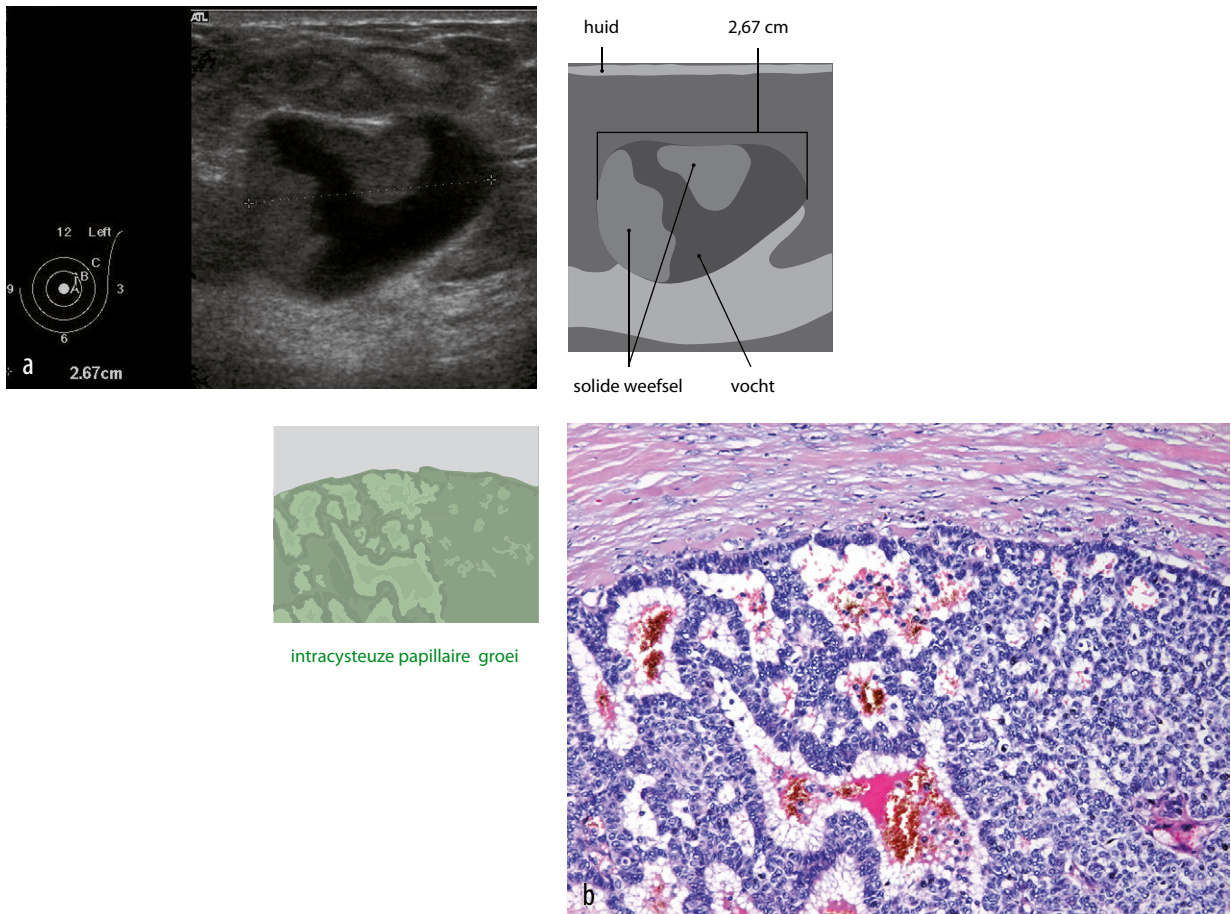 ATL
12 Left
C
B
A
9
3
6
2.67cm
a
huid
2,67 cm
solide weefsel
vocht
intracysteuze papillaire groei
b